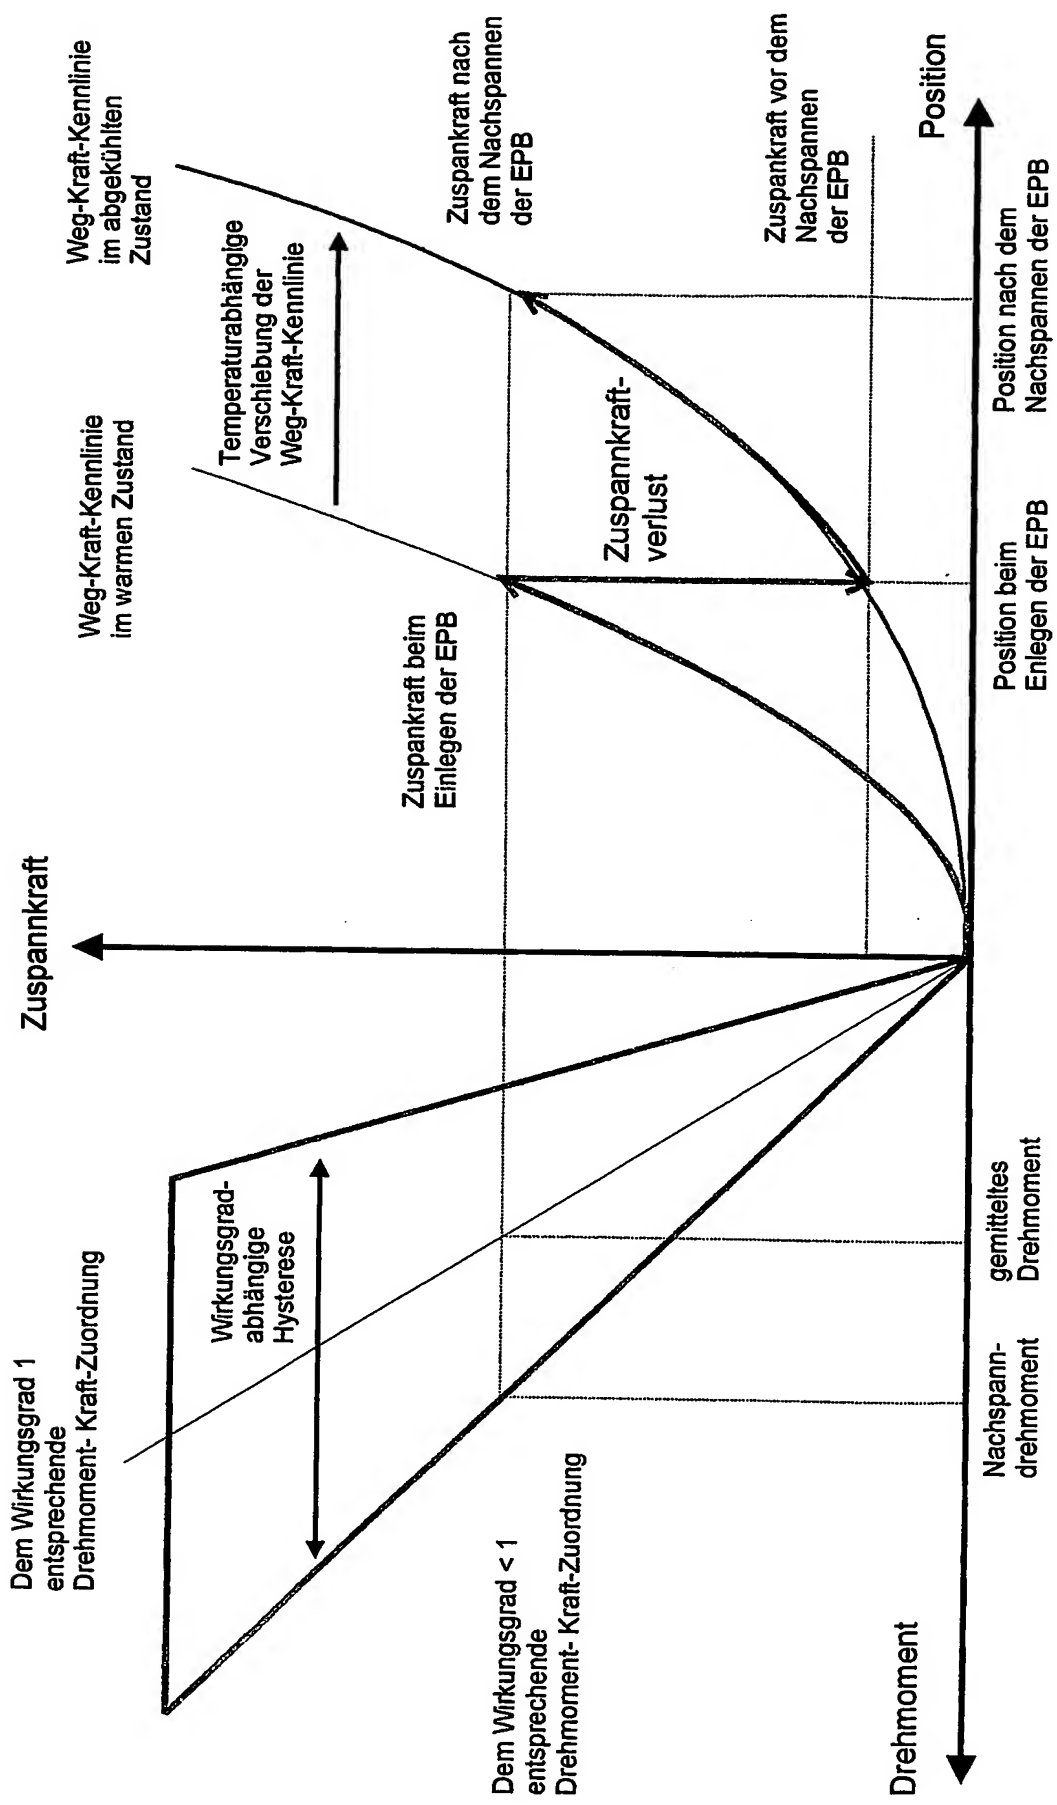 Zuspannkraft
Dem Wirkungsgrad 1
entsprechende
Drehmoment- Kraft-Zuordnung
Wirkungsgrad-
abhängige
Hysterese
Dem Wirkungsgrad < 1
entsprechende
Drehmoment- Kraft-Zuordnung
Drehmoment
Nachspann-
drehmoment
gemitteltes
Drehmoment
Weg-Kraft-Kennlinie
im warmen Zustand
Weg-Kraft-Kennlinie
im abgekühlten
Zustand
Temperaturabhängige
Verschiebung der
Weg-Kraft-Kennlinie
Zuspankraft beim
Einlegen der EPB
Zuspankraft nach
dem Nachspannen
der EPB
Zuspannkraft-
verlust
Zuspankraft vor dem
Nachspannen
der EPB
Position
Position beim
Enlegen der EPB
Position nach dem
Nachspannen der EPB